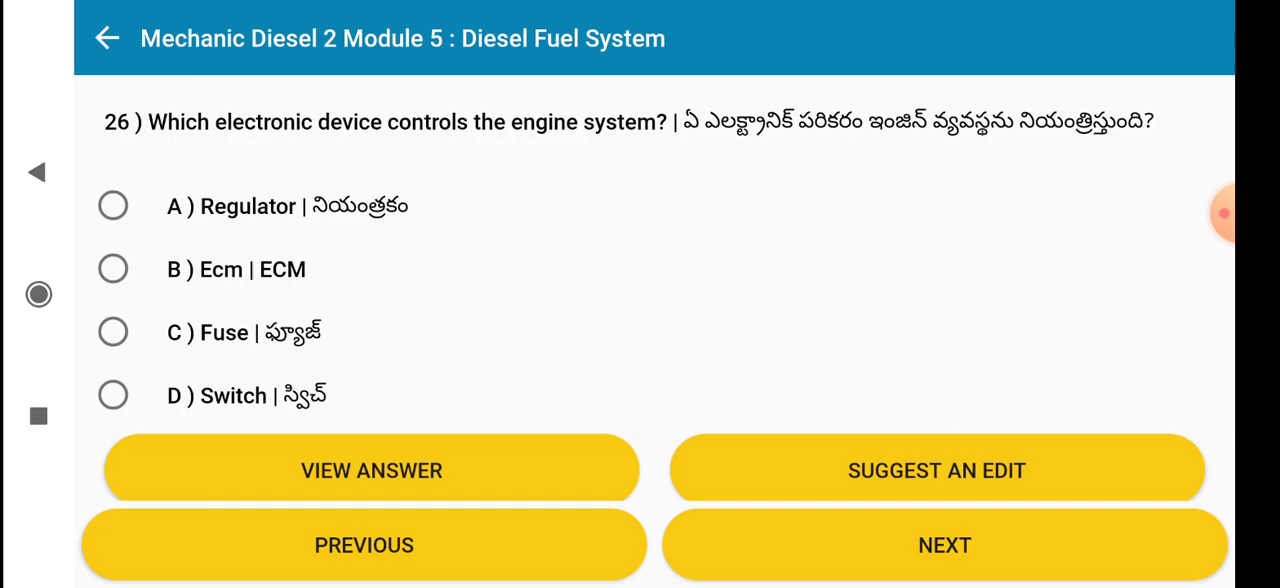 Mechanic Diesel 2 Module 5 : Diesel Fuel System
26 ) Which electronic device controls the engine system? | ఏ ఎలక్ట్రానిక్ పరికరం ఇంజిన్ వ్యవస్థను నియంత్రిస్తుంది?
A ) Regulator | నియంత్రకం
B ) Ecm | ECM
C ) Fuse | ఫ్యూజ్
D ) Switch | స్విచ్
VIEW ANSWER
SUGGEST AN EDIT
PREVIOUS
NEXT